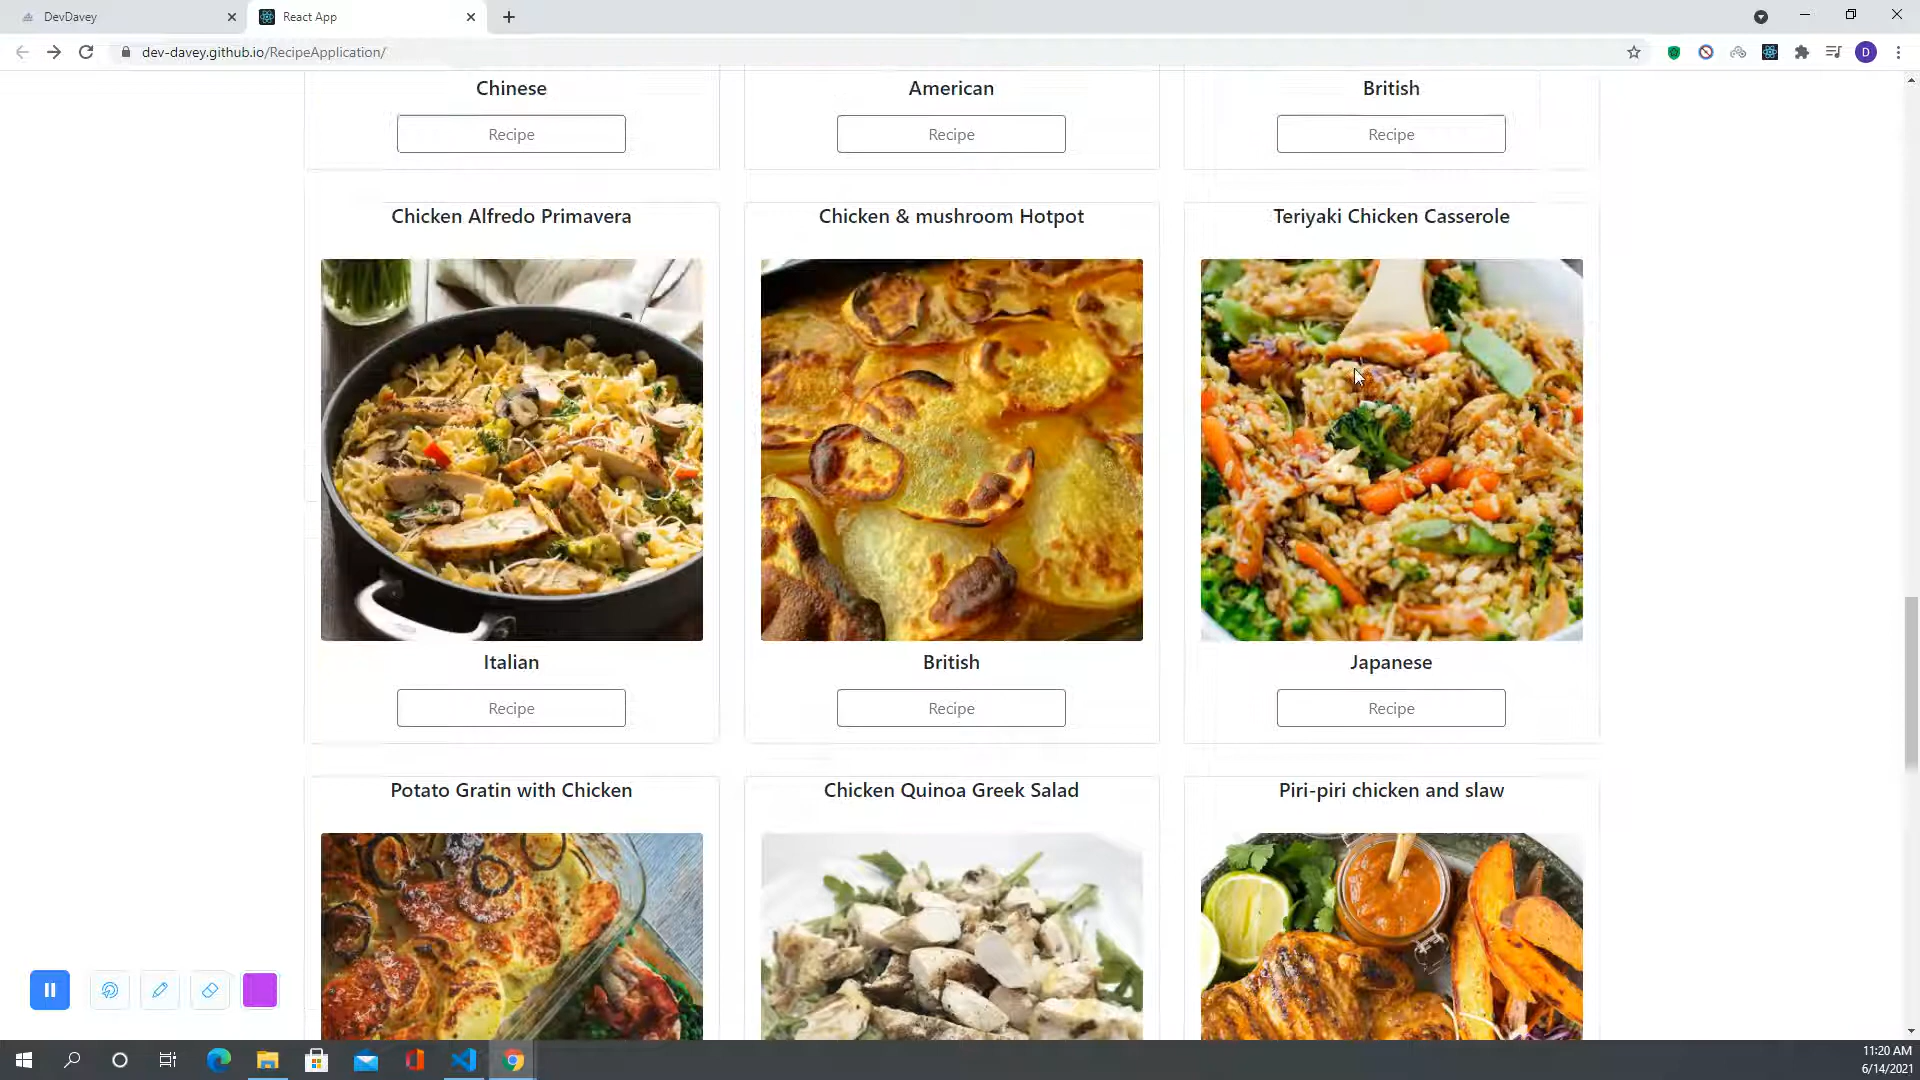 DevDavey
React App
dev-davey.github.io/RecipeApplication/
D
Chinese
American
British
Recipe
Recipe
Recipe
Chicken Alfredo Primavera
Chicken & mushroom Hotpot
Teriyaki Chicken Casserole
Italian
British
Japanese
Recipe
Recipe
Recipe
Potato Gratin with Chicken
Chicken Quinoa Greek Salad
Piri-piri chicken and slaw
11:20 AM
6/14/2021